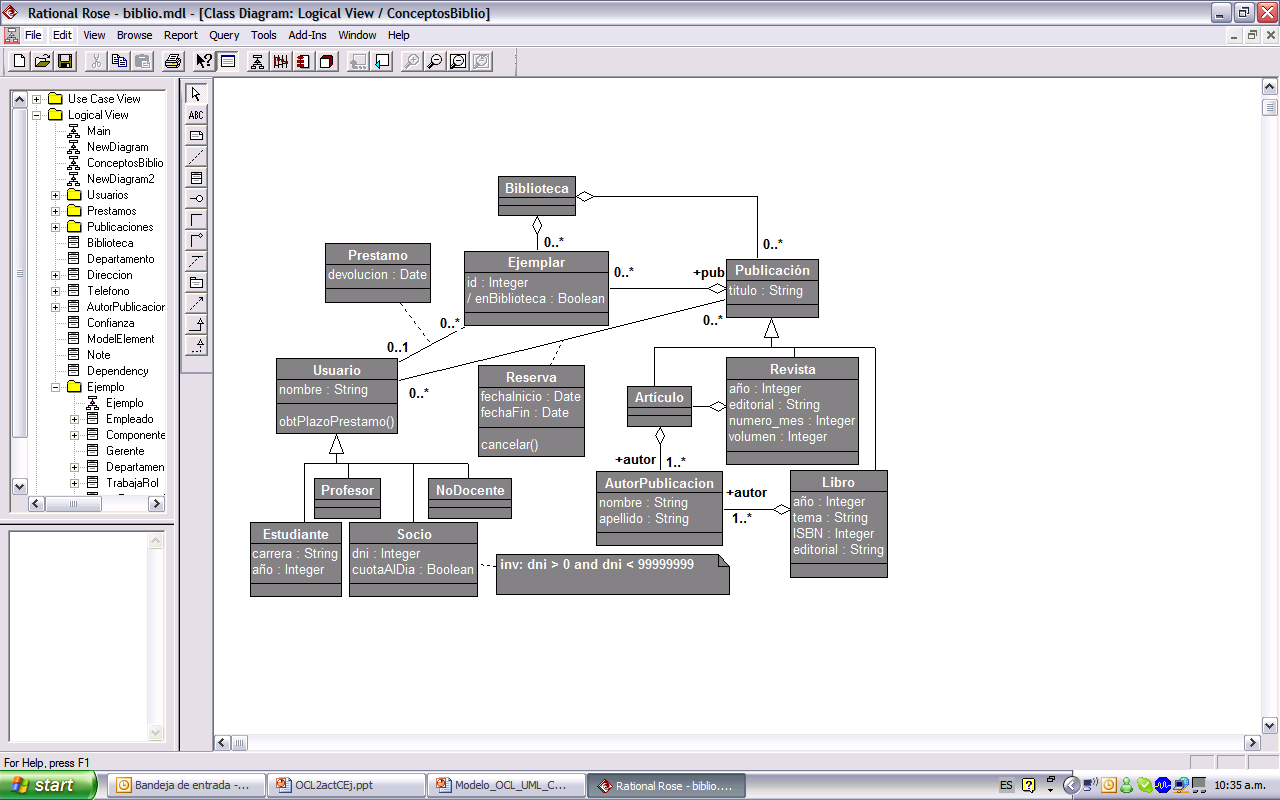 Rational Rose - biblio.mdl - [Class Diagram: Logical View / ConceptosBiblio]
File Edit View Browse Report Query Tools Add-Ins Window Help
Use Case View
Logical View
Main
NewDiagram
ConceptosBiblio
NewDiagram2
Usuarios
Prestamos
Publicaciones
Biblioteca
Departamento
Direccion
Telefono
AutorPublicacion
Confianza
ModelElement
Note
Dependency
Ejemplo
Ejemplo
Empleado
Componente
Gerente
Departamen
TrabajaRol
ABC
Biblioteca
0..*
0..*
Prestamo
devolucion : Date
Ejemplar
id : Integer
/ enBiblioteca : Boolean
0..*
+pub
Publicación
titulo : String
0..*
0..*
0..1
Usuario
nombre : String
obtPlazoPrestamo()
0..*
Reserva
fechaInicio : Date
fechaFin : Date
cancelar()
Artículo
Revista
año : Integer
editorial : String
numero_mes : Integer
volumen : Integer
+autor
1..*
AutorPublicacion
nombre : String
apellido : String
+autor
1..*
Libro
año : Integer
tema : String
ISBN : Integer
editorial : String
Profesor
NoDocente
Estudiante
carrera : String
año : Integer
Socio
dni : Integer
cuotaAlDia : Boolean
inv: dni > 0 and dni < 99999999
For Help, press F1
start
Bandeja de entrada -...
OCL2actCEj.ppt
Modelo_OCL_UML_C...
Rational Rose - biblio....
ES
10:35 a.m.